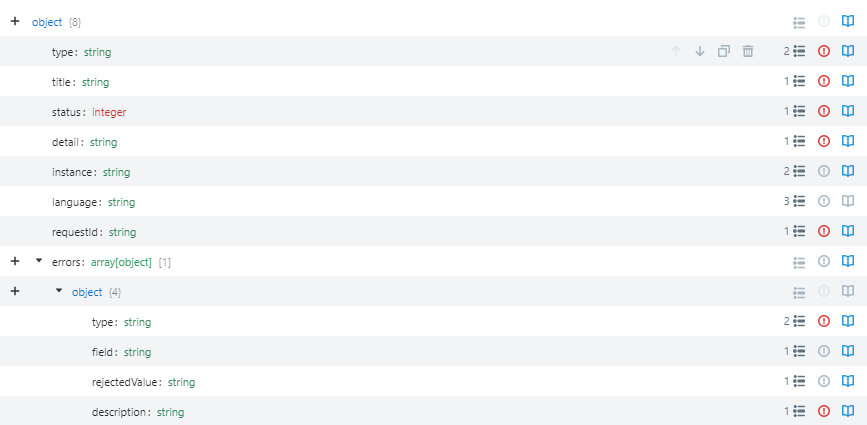 + object {8}
type: string 2
title: string 1
status: integer 1
detail: string 1
instance: string 2
language: string 3
requestId: string 1
+ errors: array[object] [1]
+ object {4}
type: string 2
field: string 1
rejectedValue: string 1
description: string 1